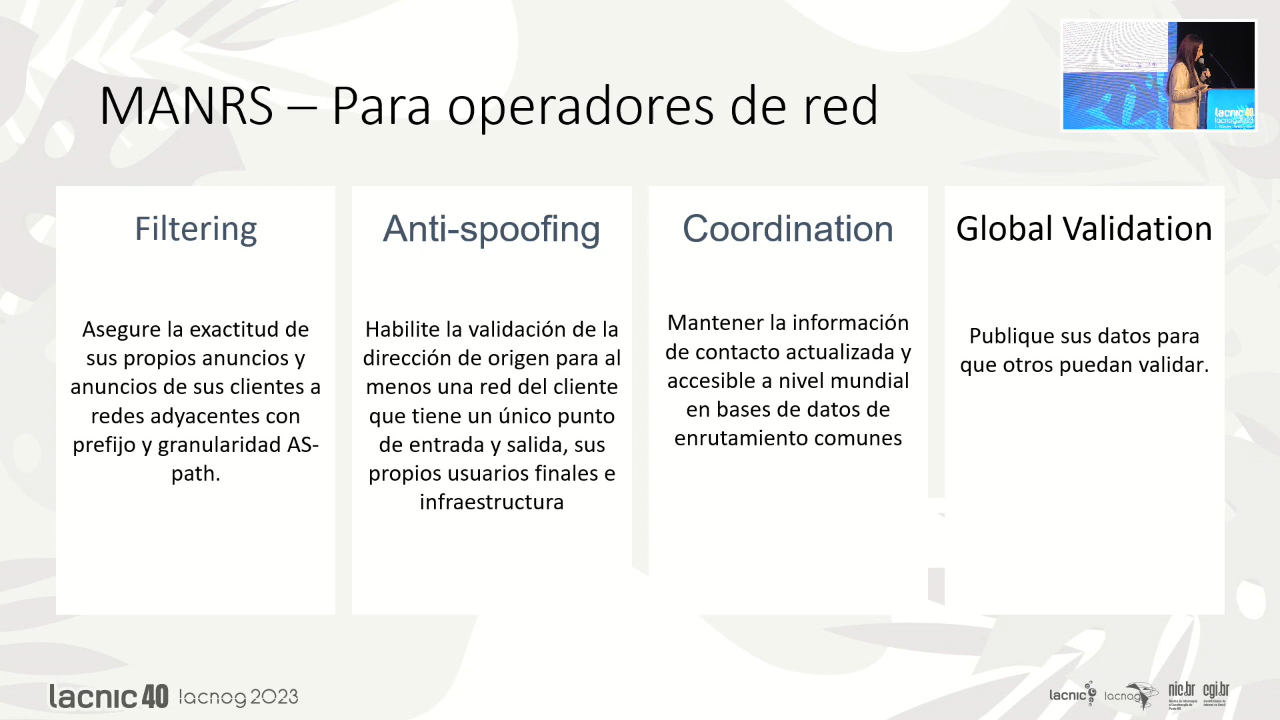 MANRS – Para operadores de red
lacnic 40
lacnog 2023
Filtering
Asegure la exactitud de
sus propios anuncios y
anuncios de sus clientes a
redes adyacentes con
prefijo y granularidad AS-
path.
Anti-spoofing
Habilite la validación de la
dirección de origen para al
menos una red del cliente
que tiene un único punto
de entrada y salida, sus
propios usuarios finales e
infraestructura
Coordination
Mantener la información
de contacto actualizada y
accesible a nivel mundial
en bases de datos de
enrutamiento comunes
Global Validation
Publique sus datos para
que otros puedan validar.
lacnic 40 lacnog 2023
lacnic lacnog nic.br cgi.br